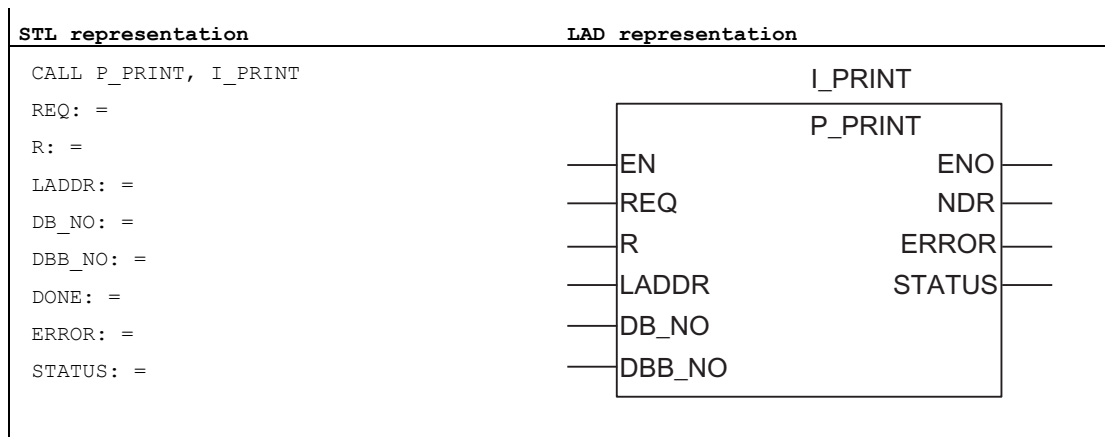 STL representation
LAD representation
CALL P_PRINT, I_PRINT
REQ: =
R: =
LADDR: =
DB_NO: =
DBB_NO: =
DONE: =
ERROR: =
STATUS: =
I_PRINT
P_PRINT
EN ENO
REQ NDR
R ERROR
LADDR STATUS
DB_NO
DBB_NO